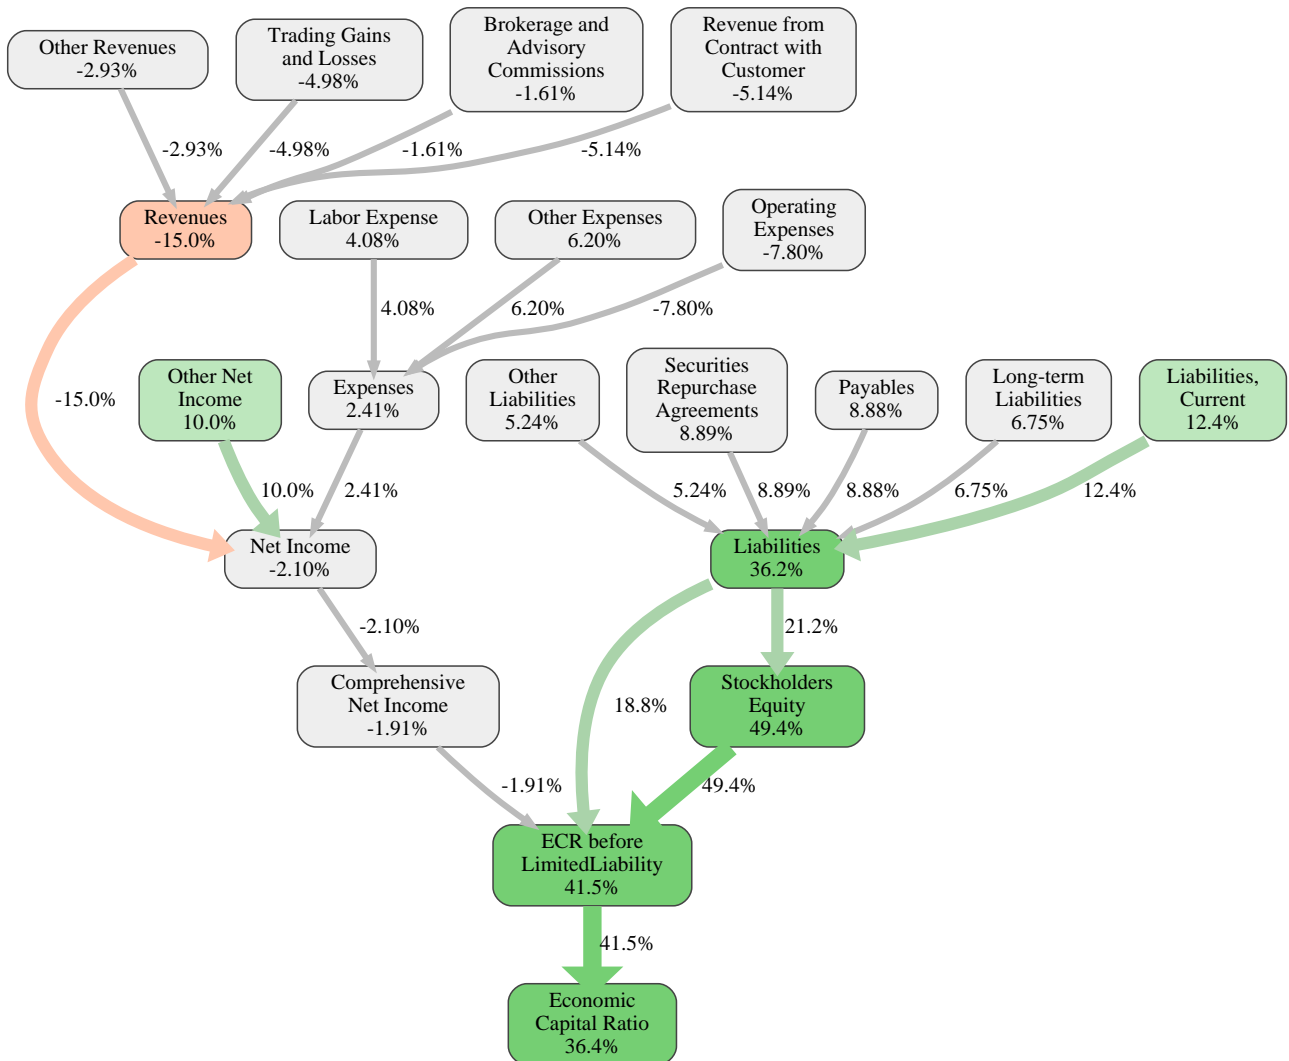 Other Revenues
-2.93%
Trading Gains
and Losses
-4.98%
Brokerage and
Advisory
Commissions
-1.61%
Revenue from
Contract with
Customer
-5.14%
-2.93%
-4.98%
-1.61%
-5.14%
Revenues
-15.0%
Labor Expense
4.08%
Other Expenses
6.20%
Operating
Expenses
-7.80%
4.08%
6.20%
-7.80%
-15.0%
Other Net
Income
10.0%
Expenses
2.41%
Other
Liabilities
5.24%
Securities
Repurchase
Agreements
8.89%
Payables
8.88%
Long-term
Liabilities
6.75%
Liabilities,
Current
12.4%
10.0%
2.41%
5.24%
8.89%
8.88%
6.75%
12.4%
Net Income
-2.10%
Liabilities
36.2%
-2.10%
21.2%
Comprehensive
Net Income
-1.91%
18.8%
Stockholders
Equity
49.4%
-1.91%
49.4%
ECR before
LimitedLiability
41.5%
41.5%
Economic
Capital Ratio
36.4%